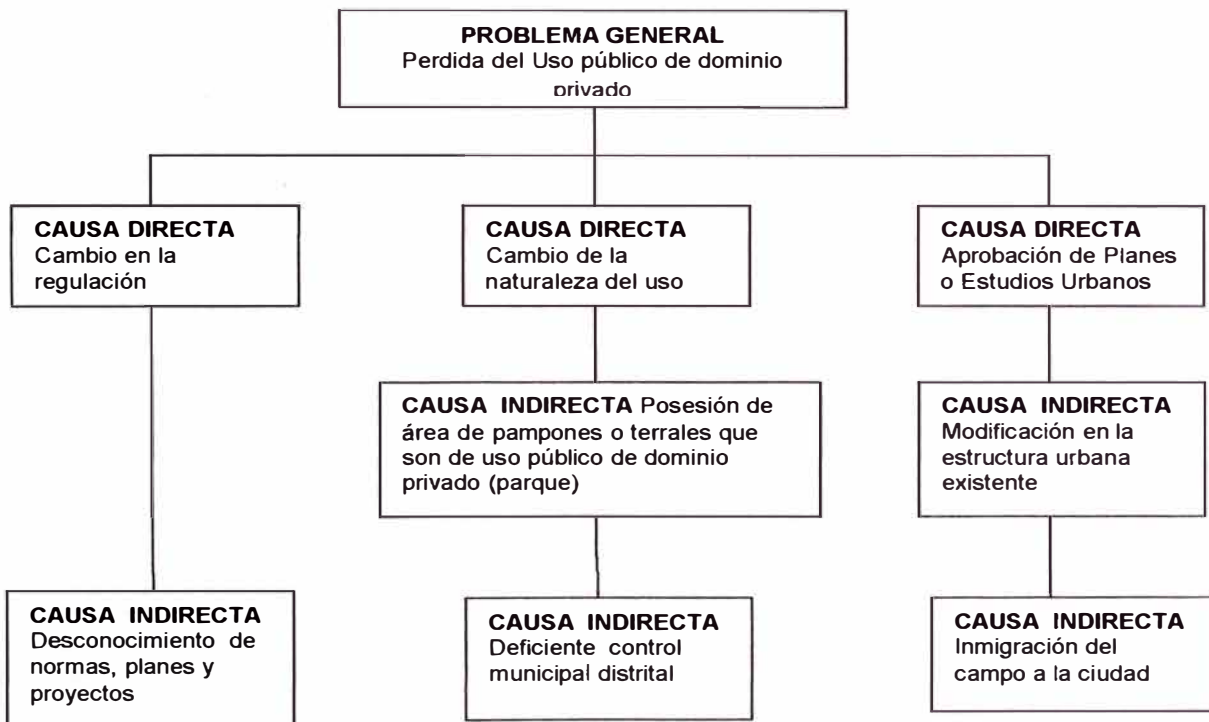 PROBLEMA GENERAL
Perdida del Uso público de dominio
privado
CAUSA DIRECTA
Cambio en la
regulación
CAUSA DIRECTA
Cambio de la
naturaleza del uso
CAUSA DIRECTA
Aprobación de Planes
o Estudios Urbanos
CAUSA INDIRECTA Posesión de
área de pampones o terrales que
son de uso público de dominio
privado (parque)
CAUSA INDIRECTA
Modificación en la
estructura urbana
existente
CAUSA INDIRECTA
Desconocimiento de
normas, planes y
proyectos
CAUSA INDIRECTA
Deficiente control
municipal distrital
CAUSA INDIRECTA
Inmigración del
campo a la ciudad